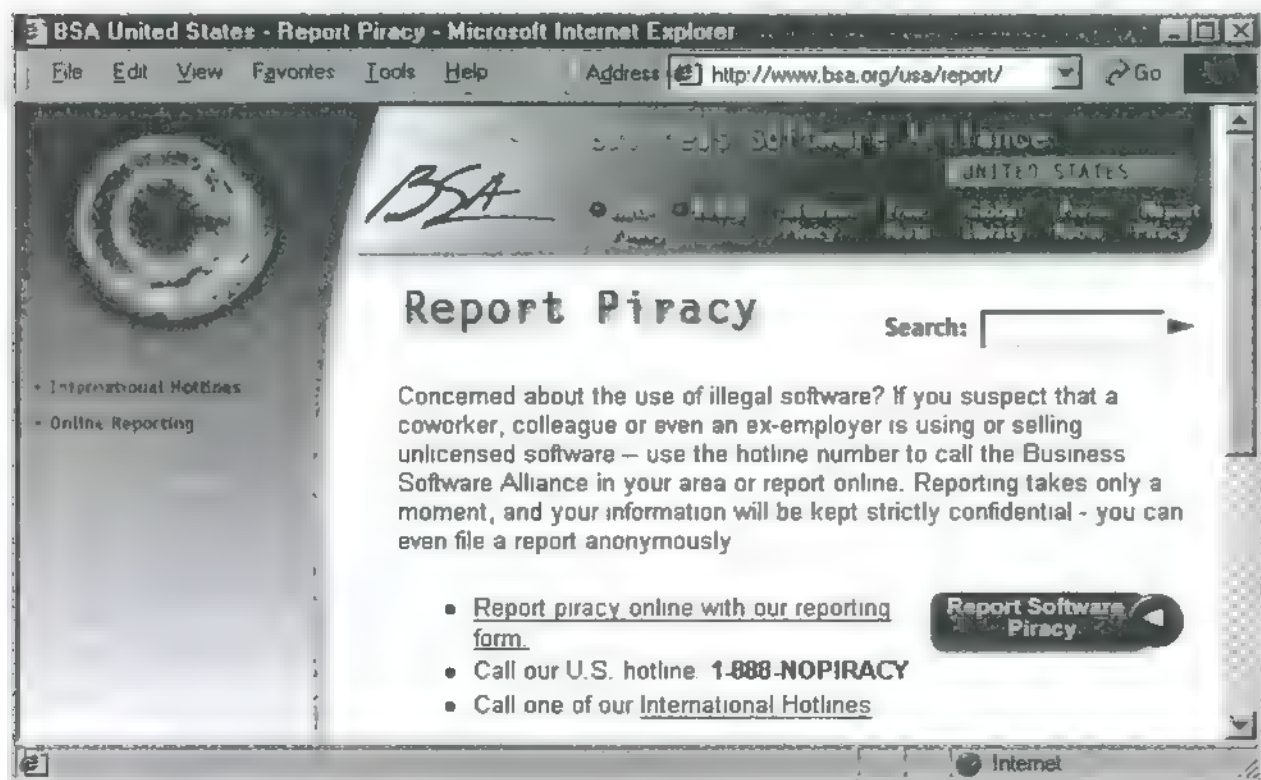 BSA United States - Report Piracy - Microsoft Internet Explorer
File Edit View Favorites Tools Help Address http://www.bsa.org/usa/report/ Go
Software Alliance
UNITED STATES
BSA
Piracy
Report Piracy
Search:
• International Hotlines
• Online Reporting
Concerned about the use of illegal software? If you suspect that a
coworker, colleague or even an ex-employer is using or selling
unlicensed software – use the hotline number to call the Business
Software Alliance in your area or report online. Reporting takes only a
moment, and your information will be kept strictly confidential - you can
even file a report anonymously
• Report piracy online with our reporting
form.
Report Software
Piracy
• Call our U.S. hotline 1-888-NOPIRACY
• Call one of our International Hotlines
Internet